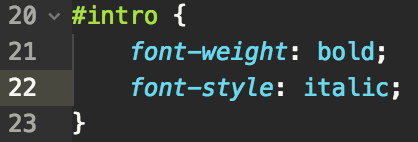 20 #intro {
21     font-weight: bold;
22     font-style: italic;
23 }